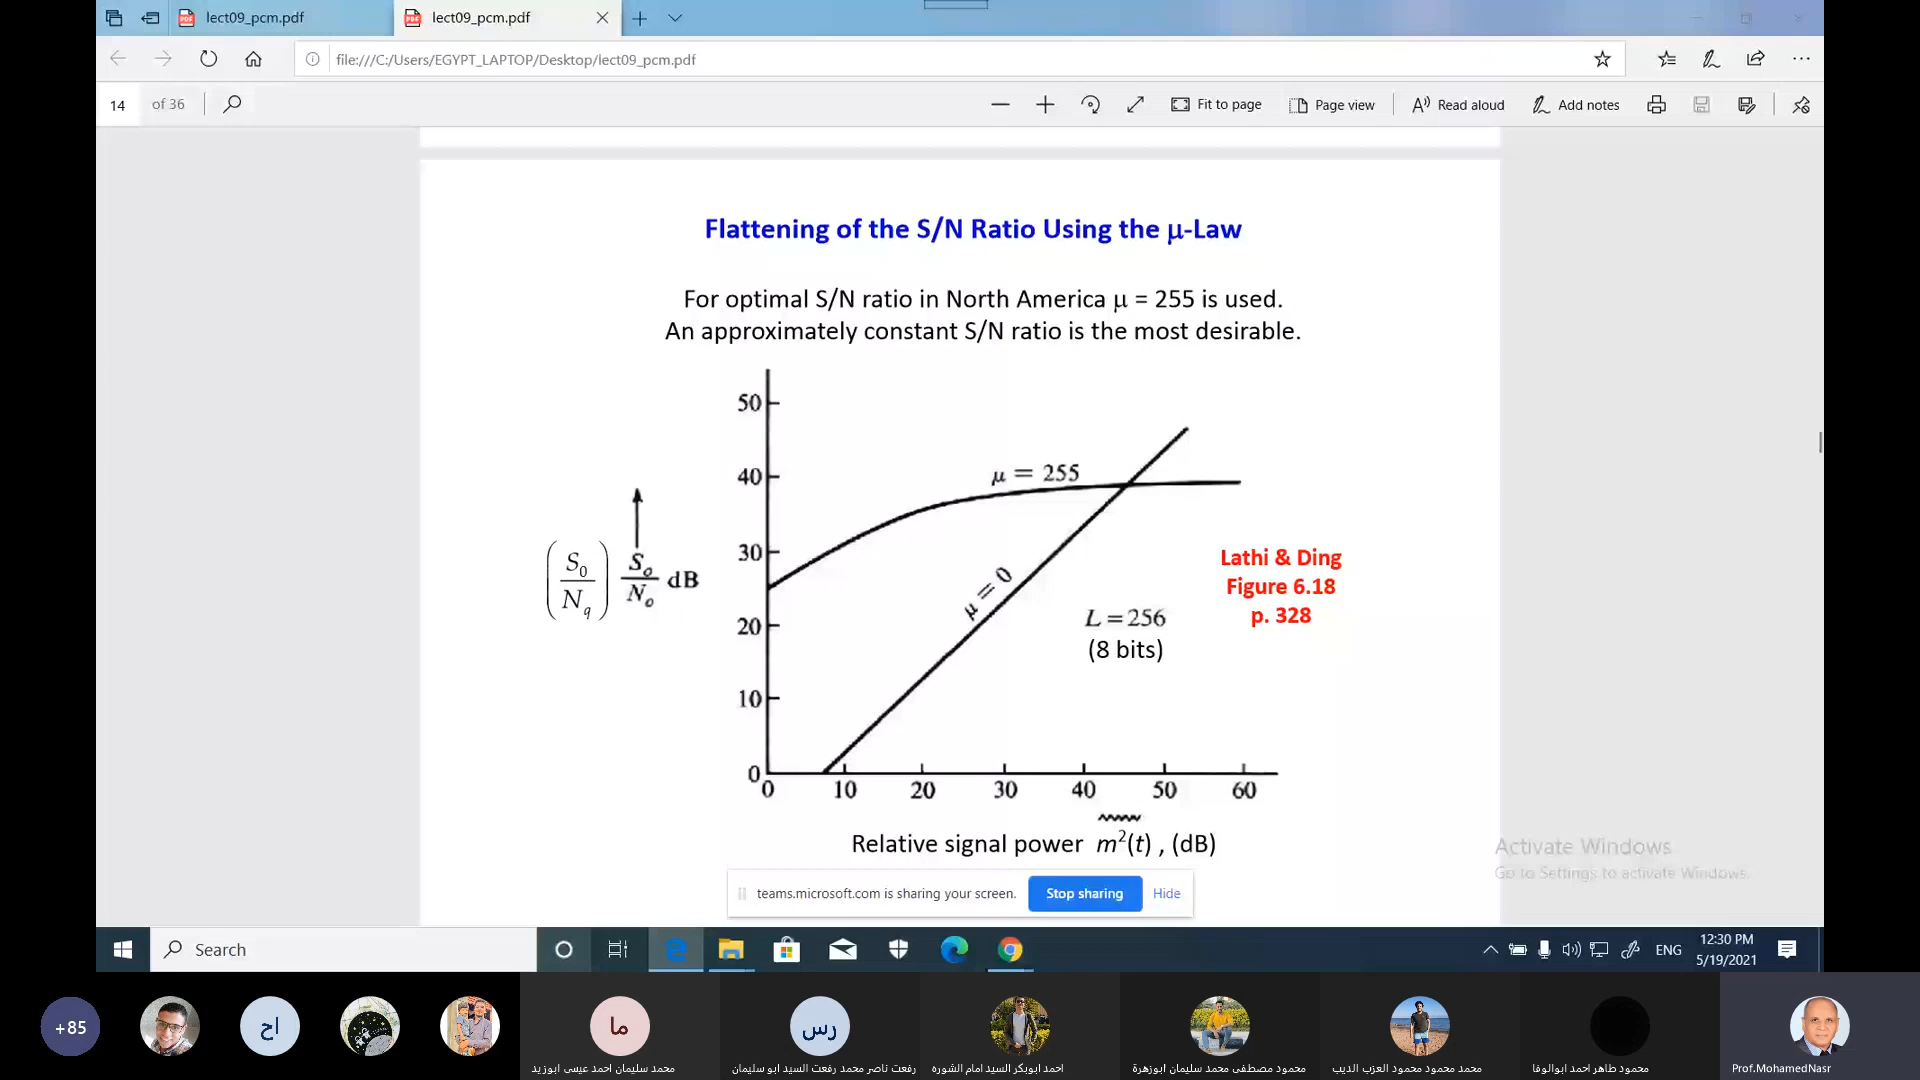 lect09_pcm.pdf
lect09_pcm.pdf
file:///C:/Users/EGYPT_LAPTOP/Desktop/lect09_pcm.pdf
14 of 36
Fit to page
Page view
Read aloud
Add notes
Flattening of the S/N Ratio Using the μ-Law
For optimal S/N ratio in North America μ = 255 is used.
An approximately constant S/N ratio is the most desirable.
50
40
30
20
10
0
μ = 255
μ = 0
L = 256
(8 bits)
(S0/Nq) So/No dB
Lathi & Ding
Figure 6.18
p. 328
0 10 20 30 40 50 60
Relative signal power m²(t) , (dB)
Activate Windows
Go to Settings to activate Windows.
teams.microsoft.com is sharing your screen.
Stop sharing
Hide
Search
ENG
12:30 PM
5/19/2021
+85
اح
ما
رس
محمد سليمان احمد عيسى ابوزيد
رفعت ناصر محمد رفعت السيد ابو سليمان
احمد ابوبكر السيد امام الشوره
محمود مصطفى محمد سليمان ابوزهرة
محمد محمود محمود العزب الديب
محمود طاهر احمد ابوالوفا
Prof.MohamedNasr